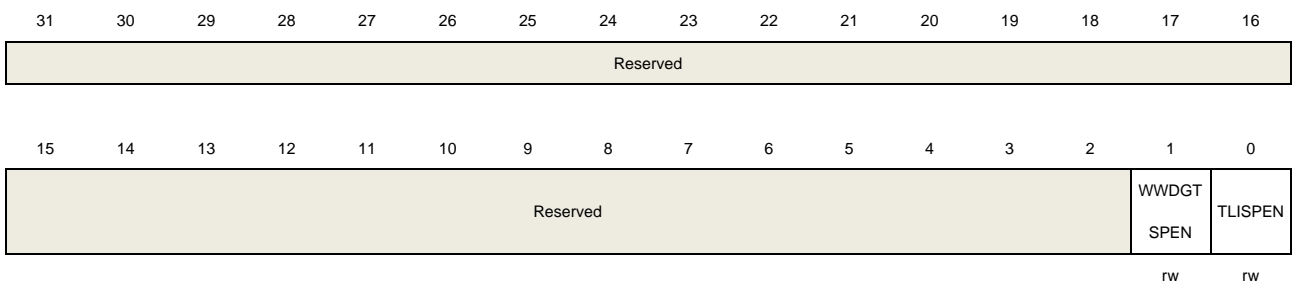 31 30 29 28 27 26 25 24 23 22 21 20 19 18 17 16
Reserved
15 14 13 12 11 10 9 8 7 6 5 4 3 2 1 0
Reserved
WWDGT
SPEN
TLISPEN
rw rw